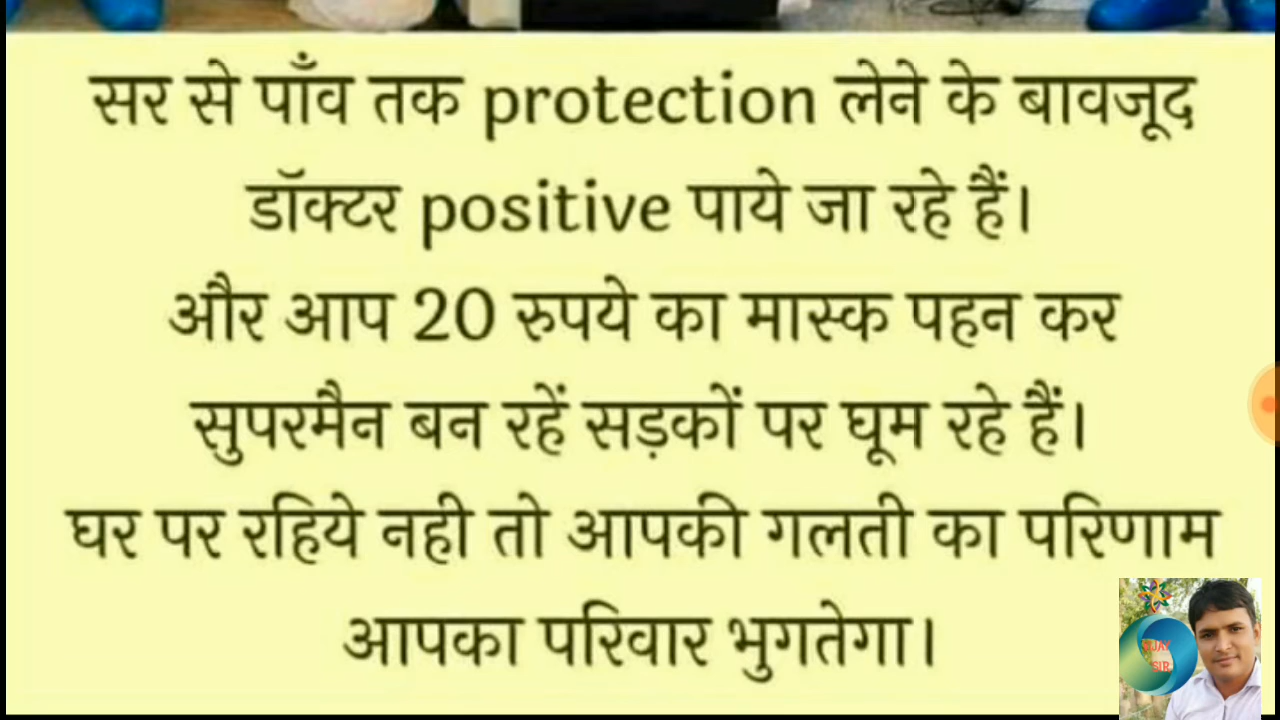 सर से पाँव तक protection लेने के बावजूद
डॉक्टर positive पाये जा रहे हैं।
और आप 20 रुपये का मास्क पहन कर
सुपरमैन बन रहें सड़कों पर घूम रहे हैं।
घर पर रहिये नही तो आपकी गलती का परिणाम
आपका परिवार भुगतेगा।
SIR